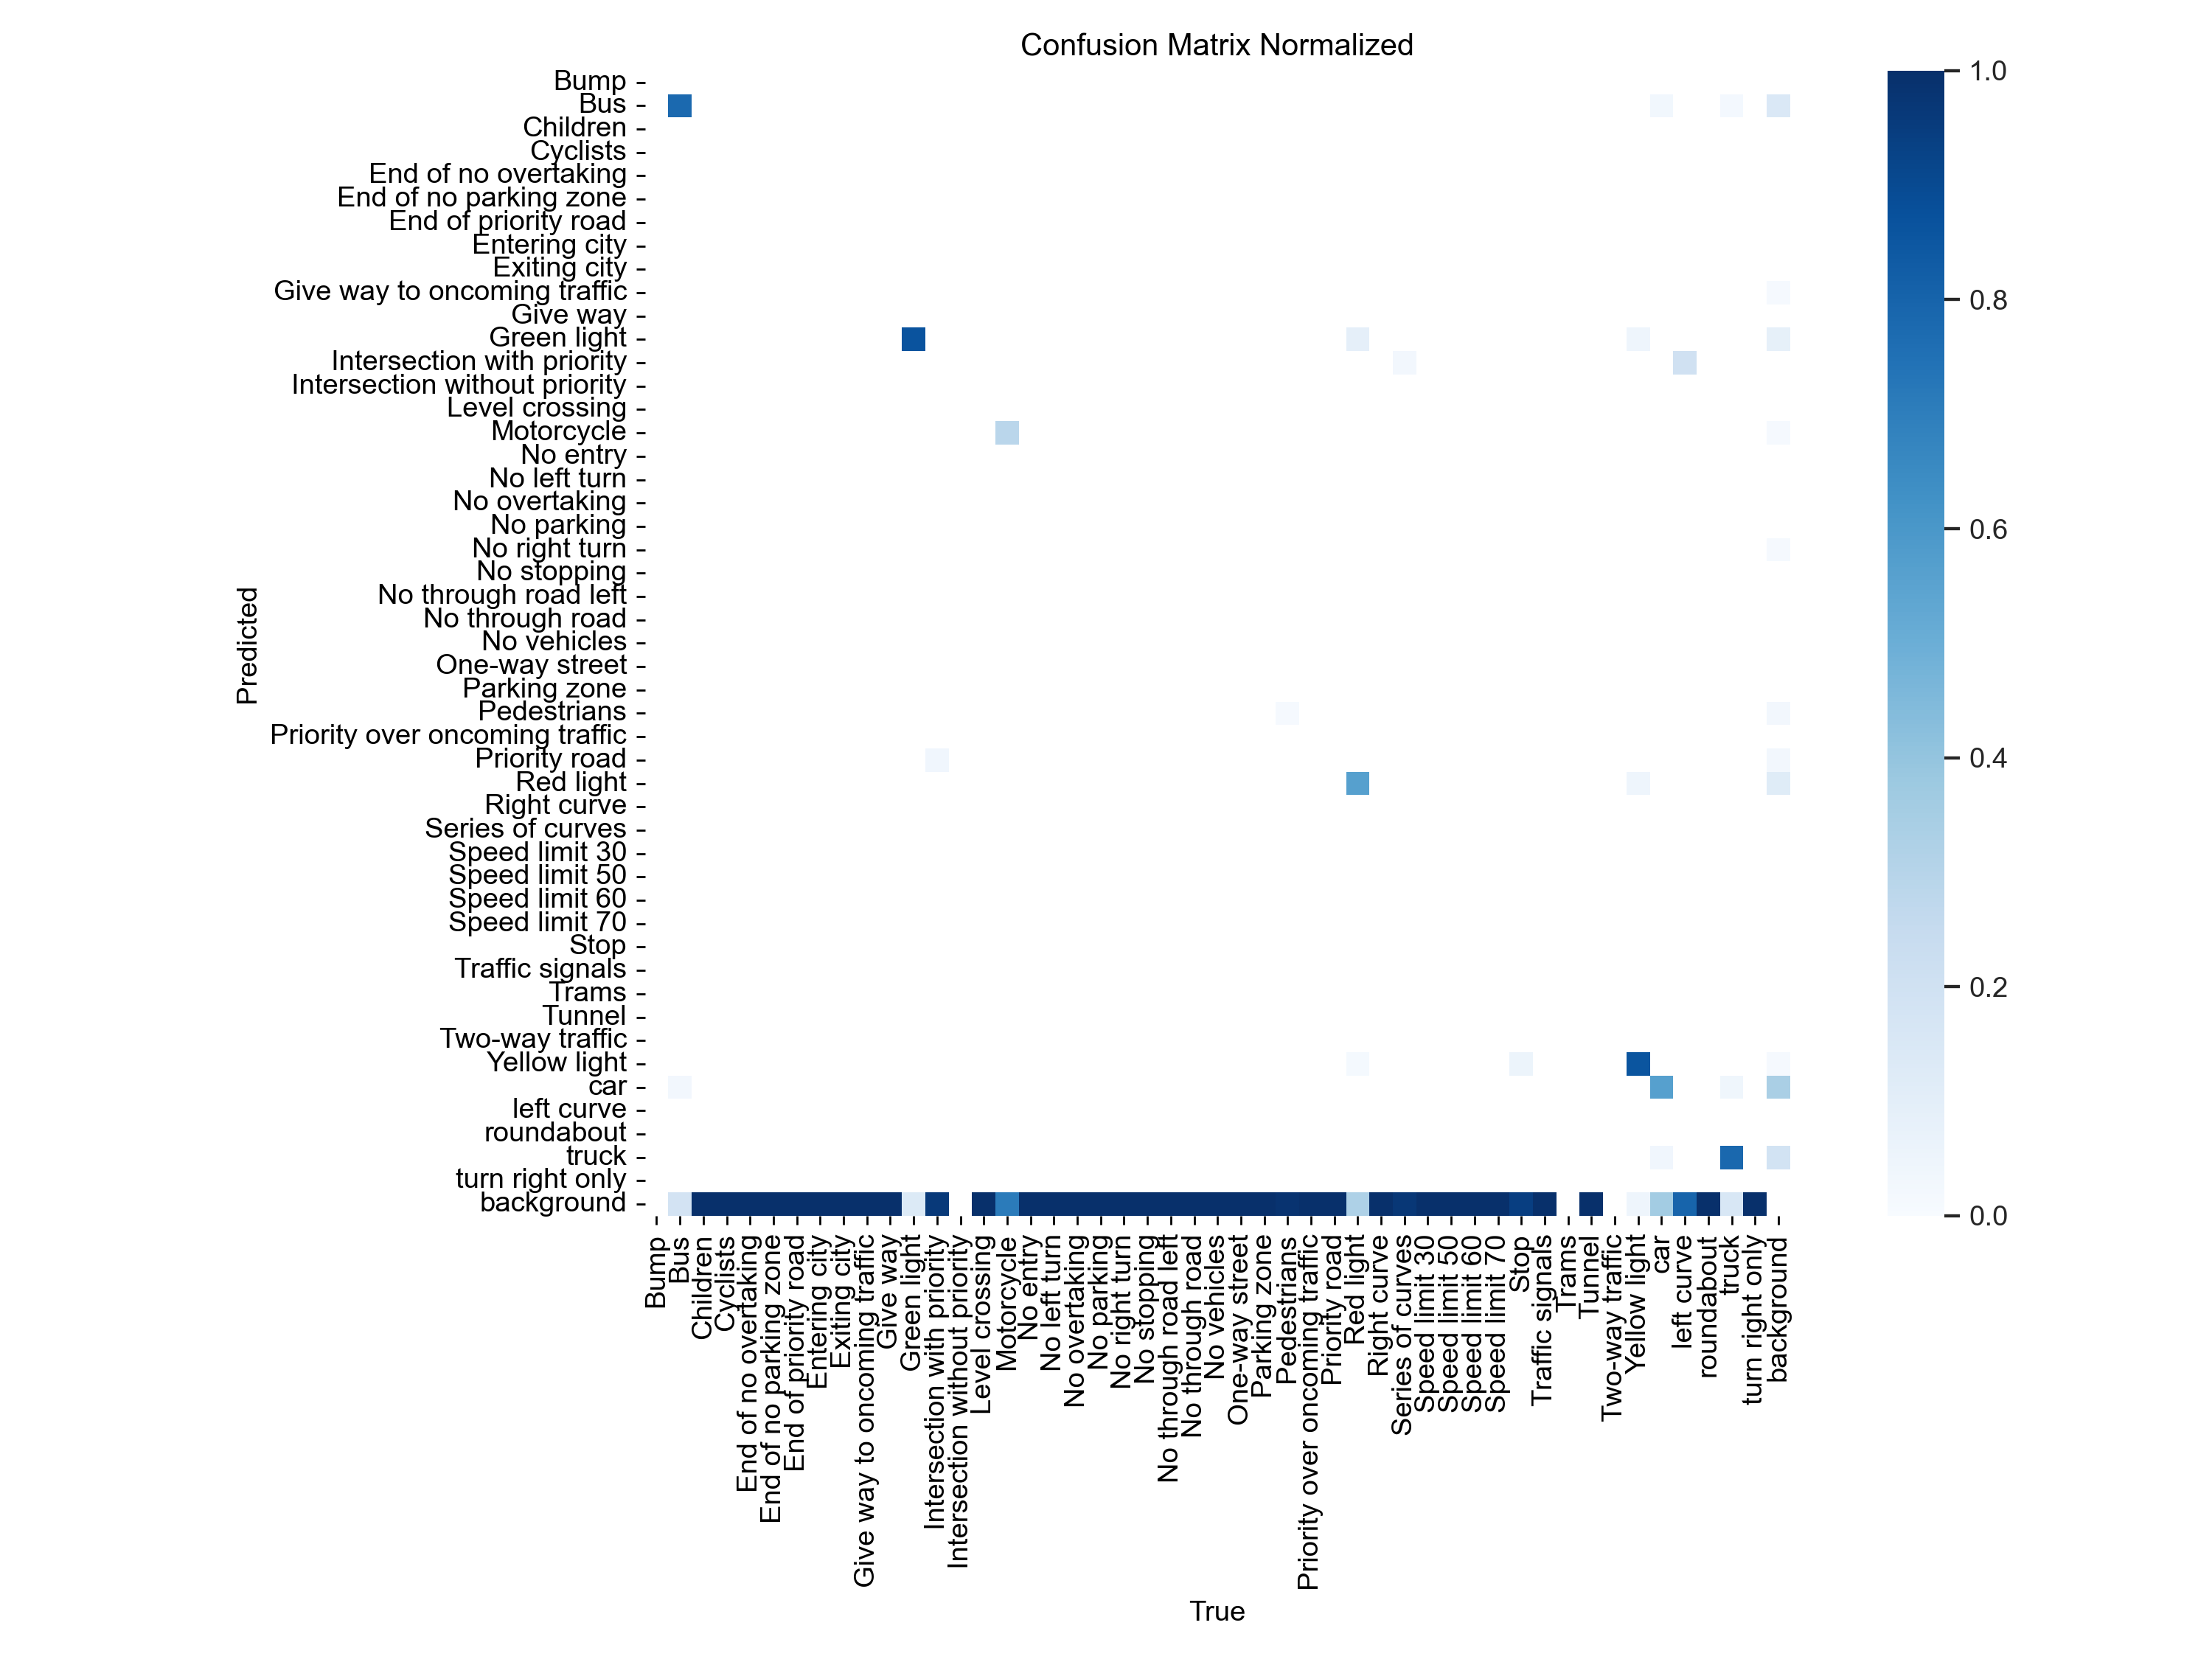 Confusion Matrix Normalized
Bump
Bus
Children
Cyclists
End of no overtaking
End of no parking zone
End of priority road
Entering city
Exiting city
Give way to oncoming traffic
Give way
Green light
Intersection with priority
Intersection without priority
Level crossing
Motorcycle
No entry
No left turn
No overtaking
No parking
No right turn
No stopping
No through road left
No through road
No vehicles
One-way street
Parking zone
Pedestrians
Priority over oncoming traffic
Priority road
Red light
Right curve
Series of curves
Speed limit 30
Speed limit 50
Speed limit 60
Speed limit 70
Stop
Traffic signals
Trams
Tunnel
Two-way traffic
Yellow light
car
left curve
roundabout
truck
turn right only
background
Predicted
Bump
Bus
Children
Cyclists
End of no overtaking
End of no parking zone
End of priority road
Entering city
Exiting city
Give way to oncoming traffic
Give way
Green light
Intersection with priority
Intersection without priority
Level crossing
Motorcycle
No entry
No left turn
No overtaking
No parking
No right turn
No stopping
No through road left
No through road
No vehicles
One-way street
Parking zone
Pedestrians
Priority over oncoming traffic
Priority road
Red light
Right curve
Series of curves
Speed limit 30
Speed limit 50
Speed limit 60
Speed limit 70
Stop
Traffic signals
Trams
Tunnel
Two-way traffic
Yellow light
car
left curve
roundabout
truck
turn right only
background
True
1.0
0.8
0.6
0.4
0.2
0.0